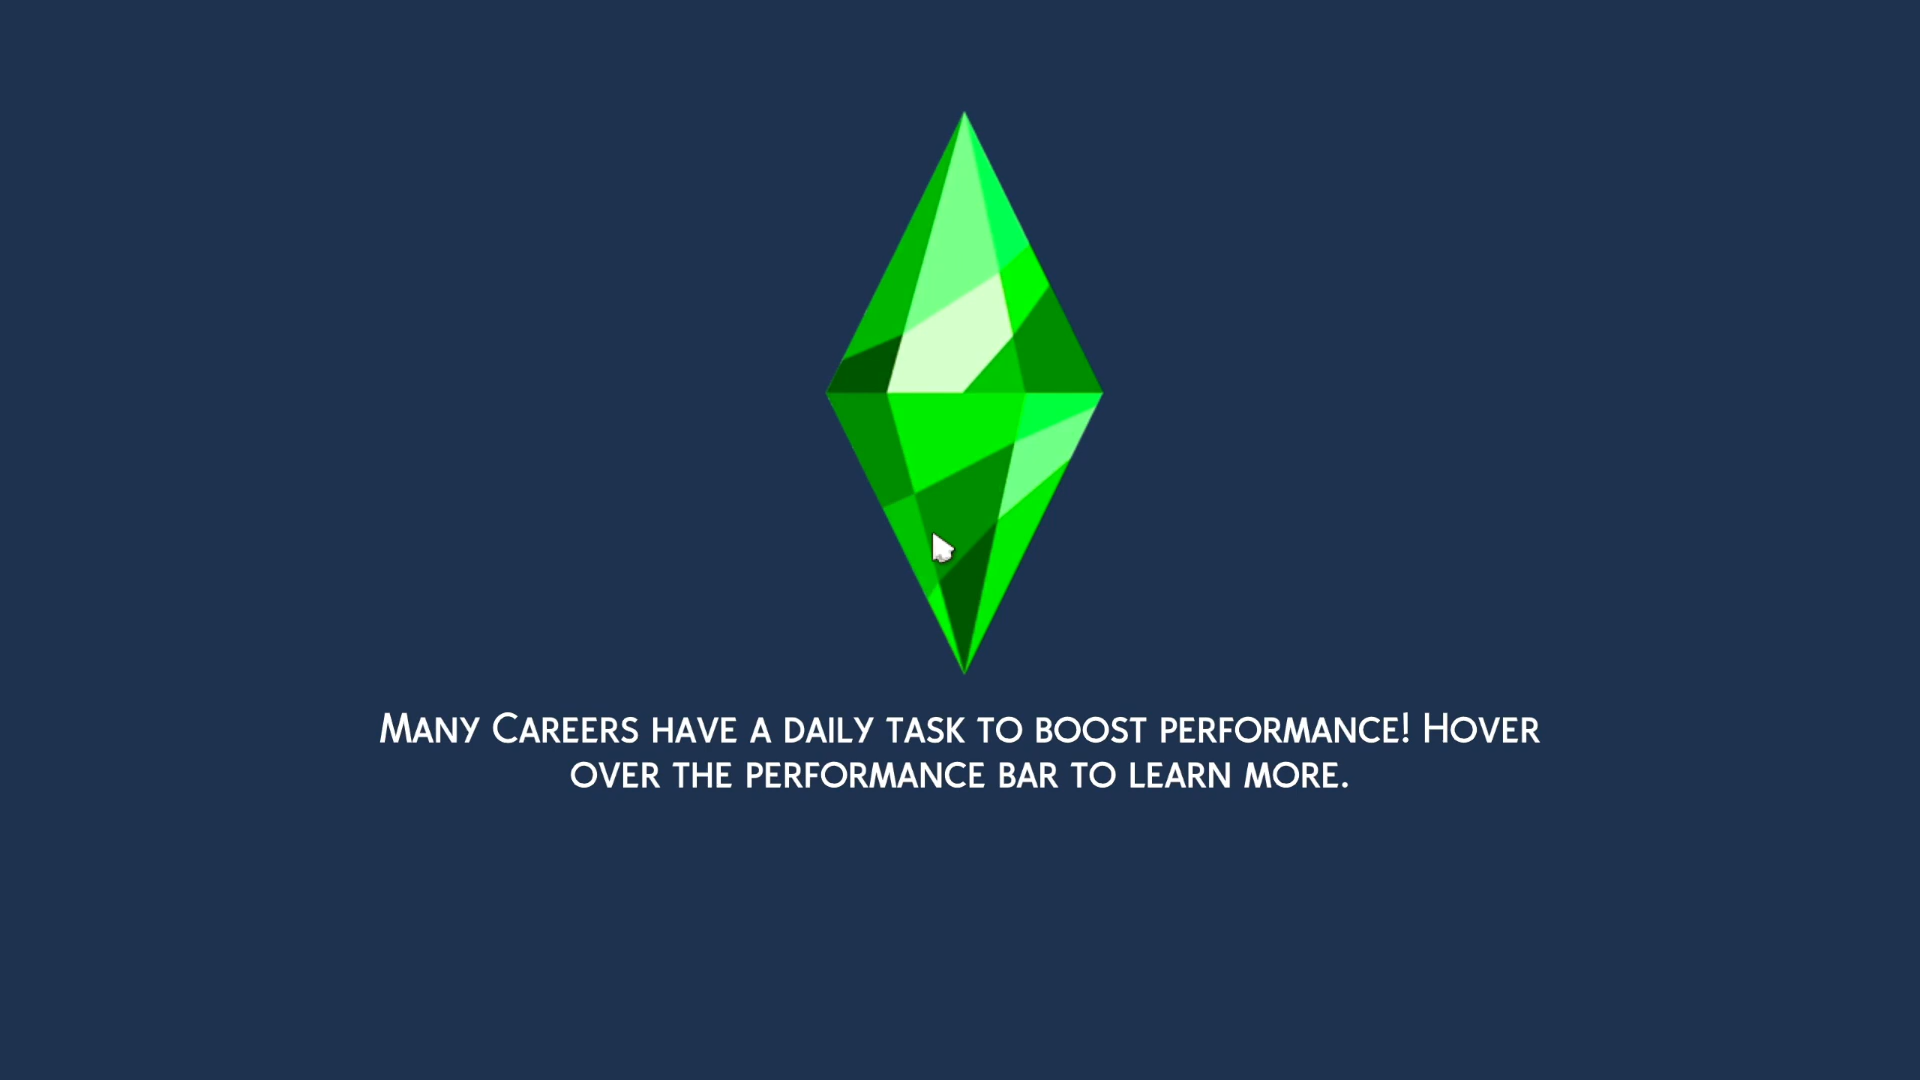 Many Careers have a daily task to boost performance! Hover
over the performance bar to learn more.